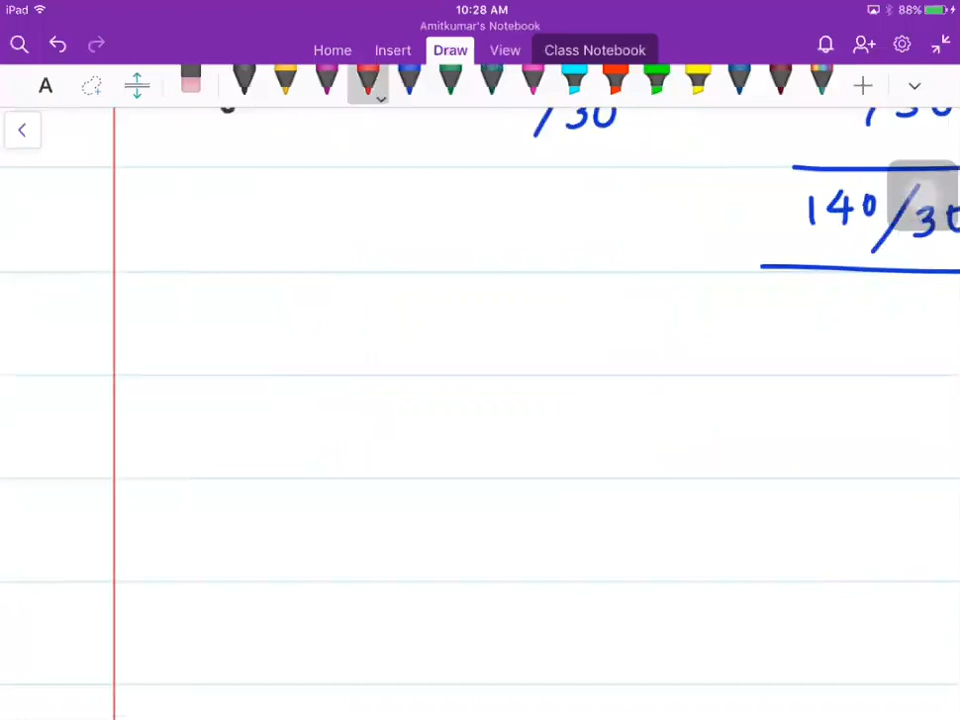 iPad 10:28 AM 88%
Amitkumar's Notebook
Home Insert Draw View Class Notebook
A
/30
140/30